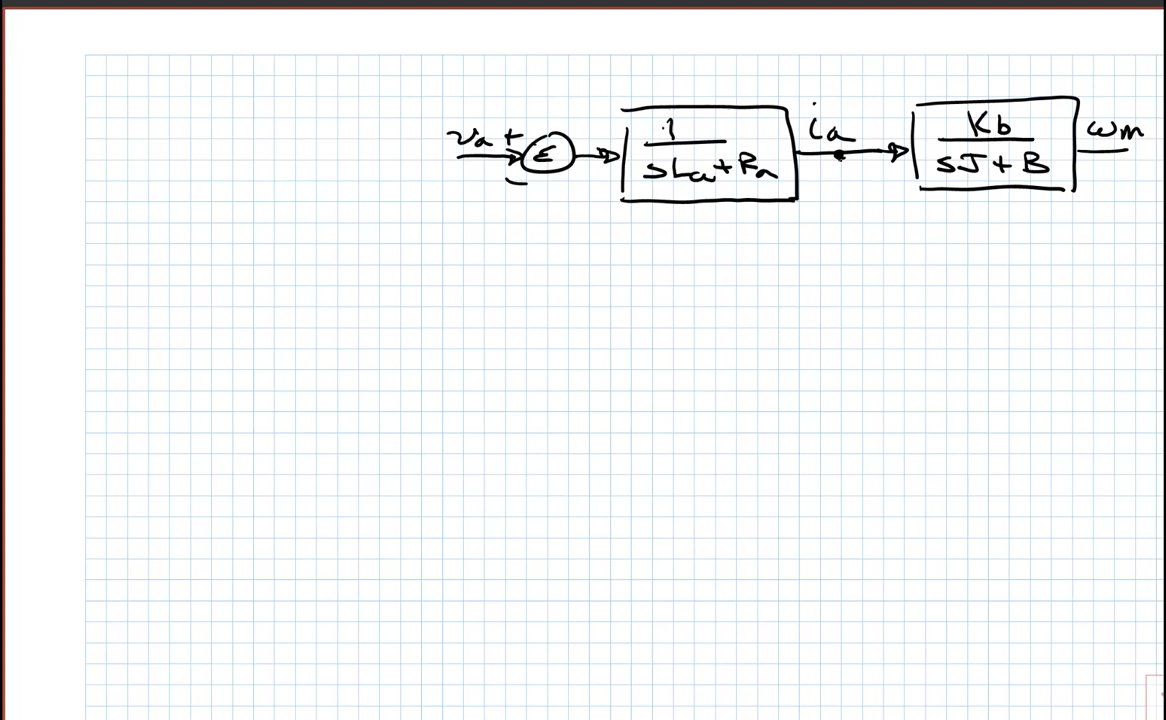 va + Σ 1 / sLa + Ra ia Kb / sJ + B ωm
−